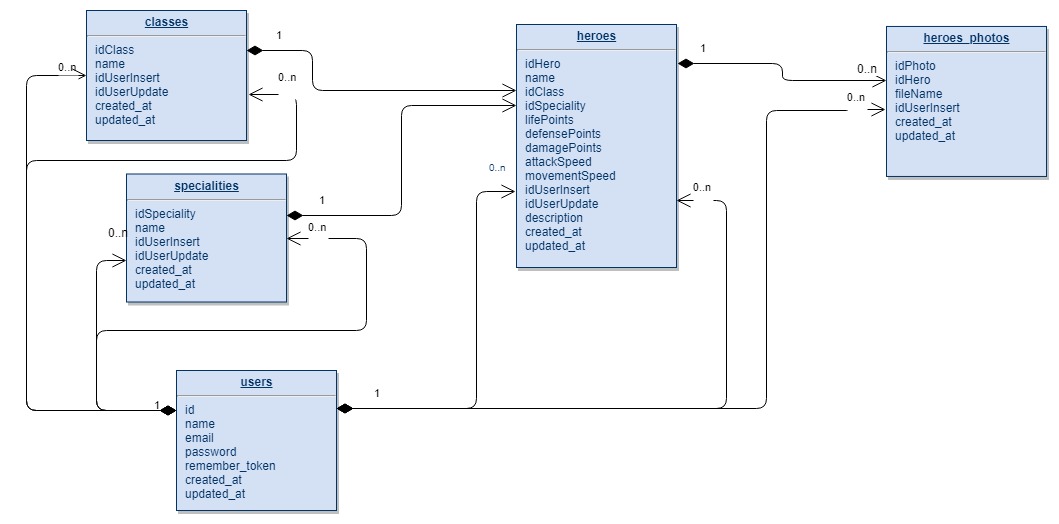 classes
idClass
name
idUserInsert
idUserUpdate
created_at
updated_at
1
0..n
0..n
specialities
idSpeciality
name
idUserInsert
idUserUpdate
created_at
updated_at
1
0..n
0..n
users
id
name
email
password
remember_token
created_at
updated_at
1
1
heroes
idHero
name
idClass
idSpeciality
lifePoints
defensePoints
damagePoints
attackSpeed
movementSpeed
idUserInsert
idUserUpdate
description
created_at
updated_at
0..n
0..n
1
heroes_photos
idPhoto
idHero
fileName
idUserInsert
created_at
updated_at
0..n
0..n